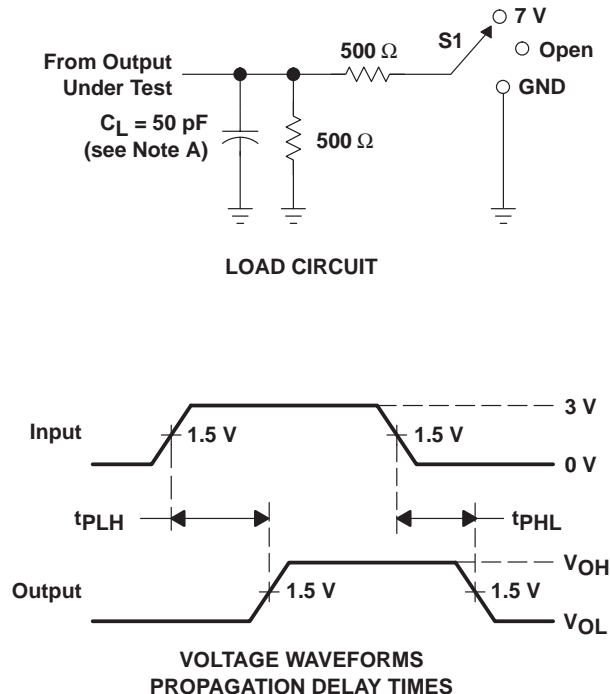 7 V
S1
500 Ω
Open
From Output
Under Test
GND
CL = 50 pF
(see Note A)
500 Ω
LOAD CIRCUIT
3 V
Input
1.5 V
1.5 V
0 V
tPLH
tPHL
VOH
Output
1.5 V
1.5 V
VOL
VOLTAGE WAVEFORMS
PROPAGATION DELAY TIMES